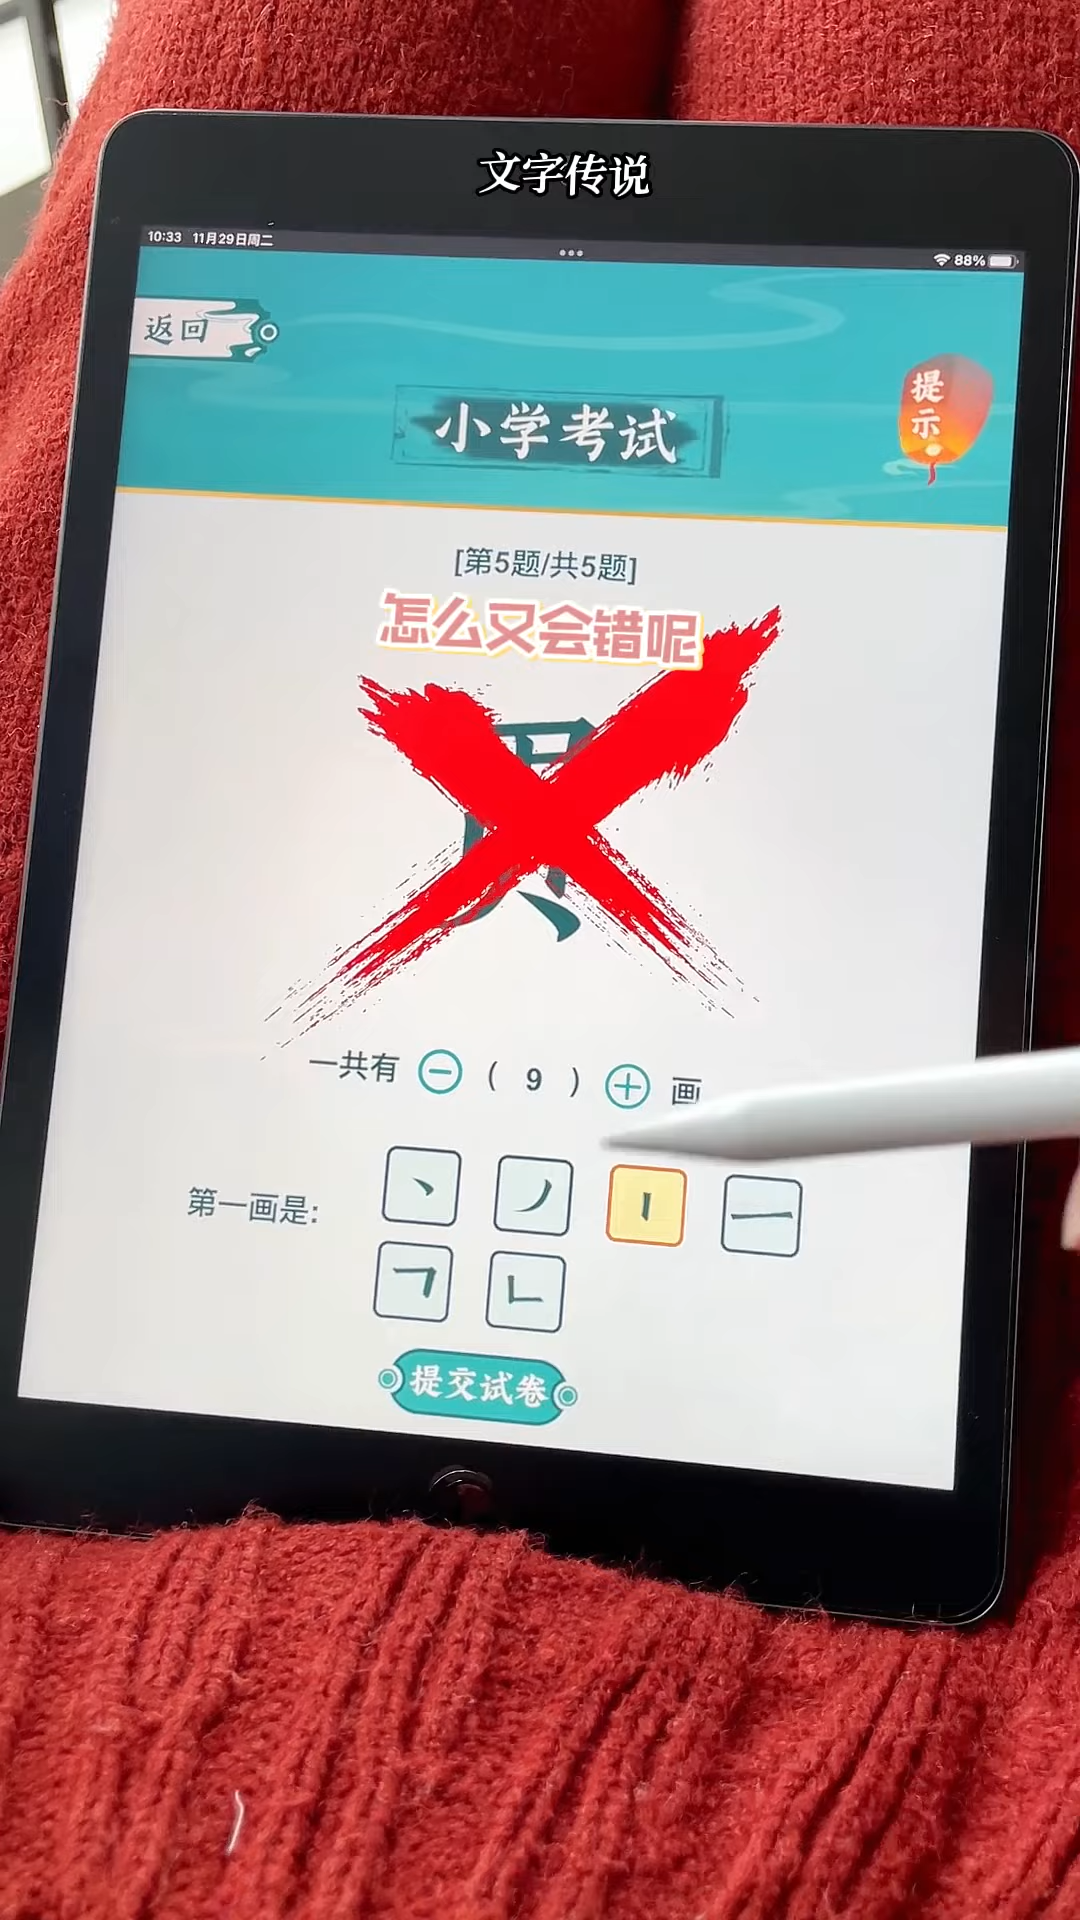 文字传说
10:33 11月29日周二
88%
返回
提示
小学考试
[第5题/共5题]
怎么又会错呢
一共有 ( 9 ) 画
第一画是:
提交试卷